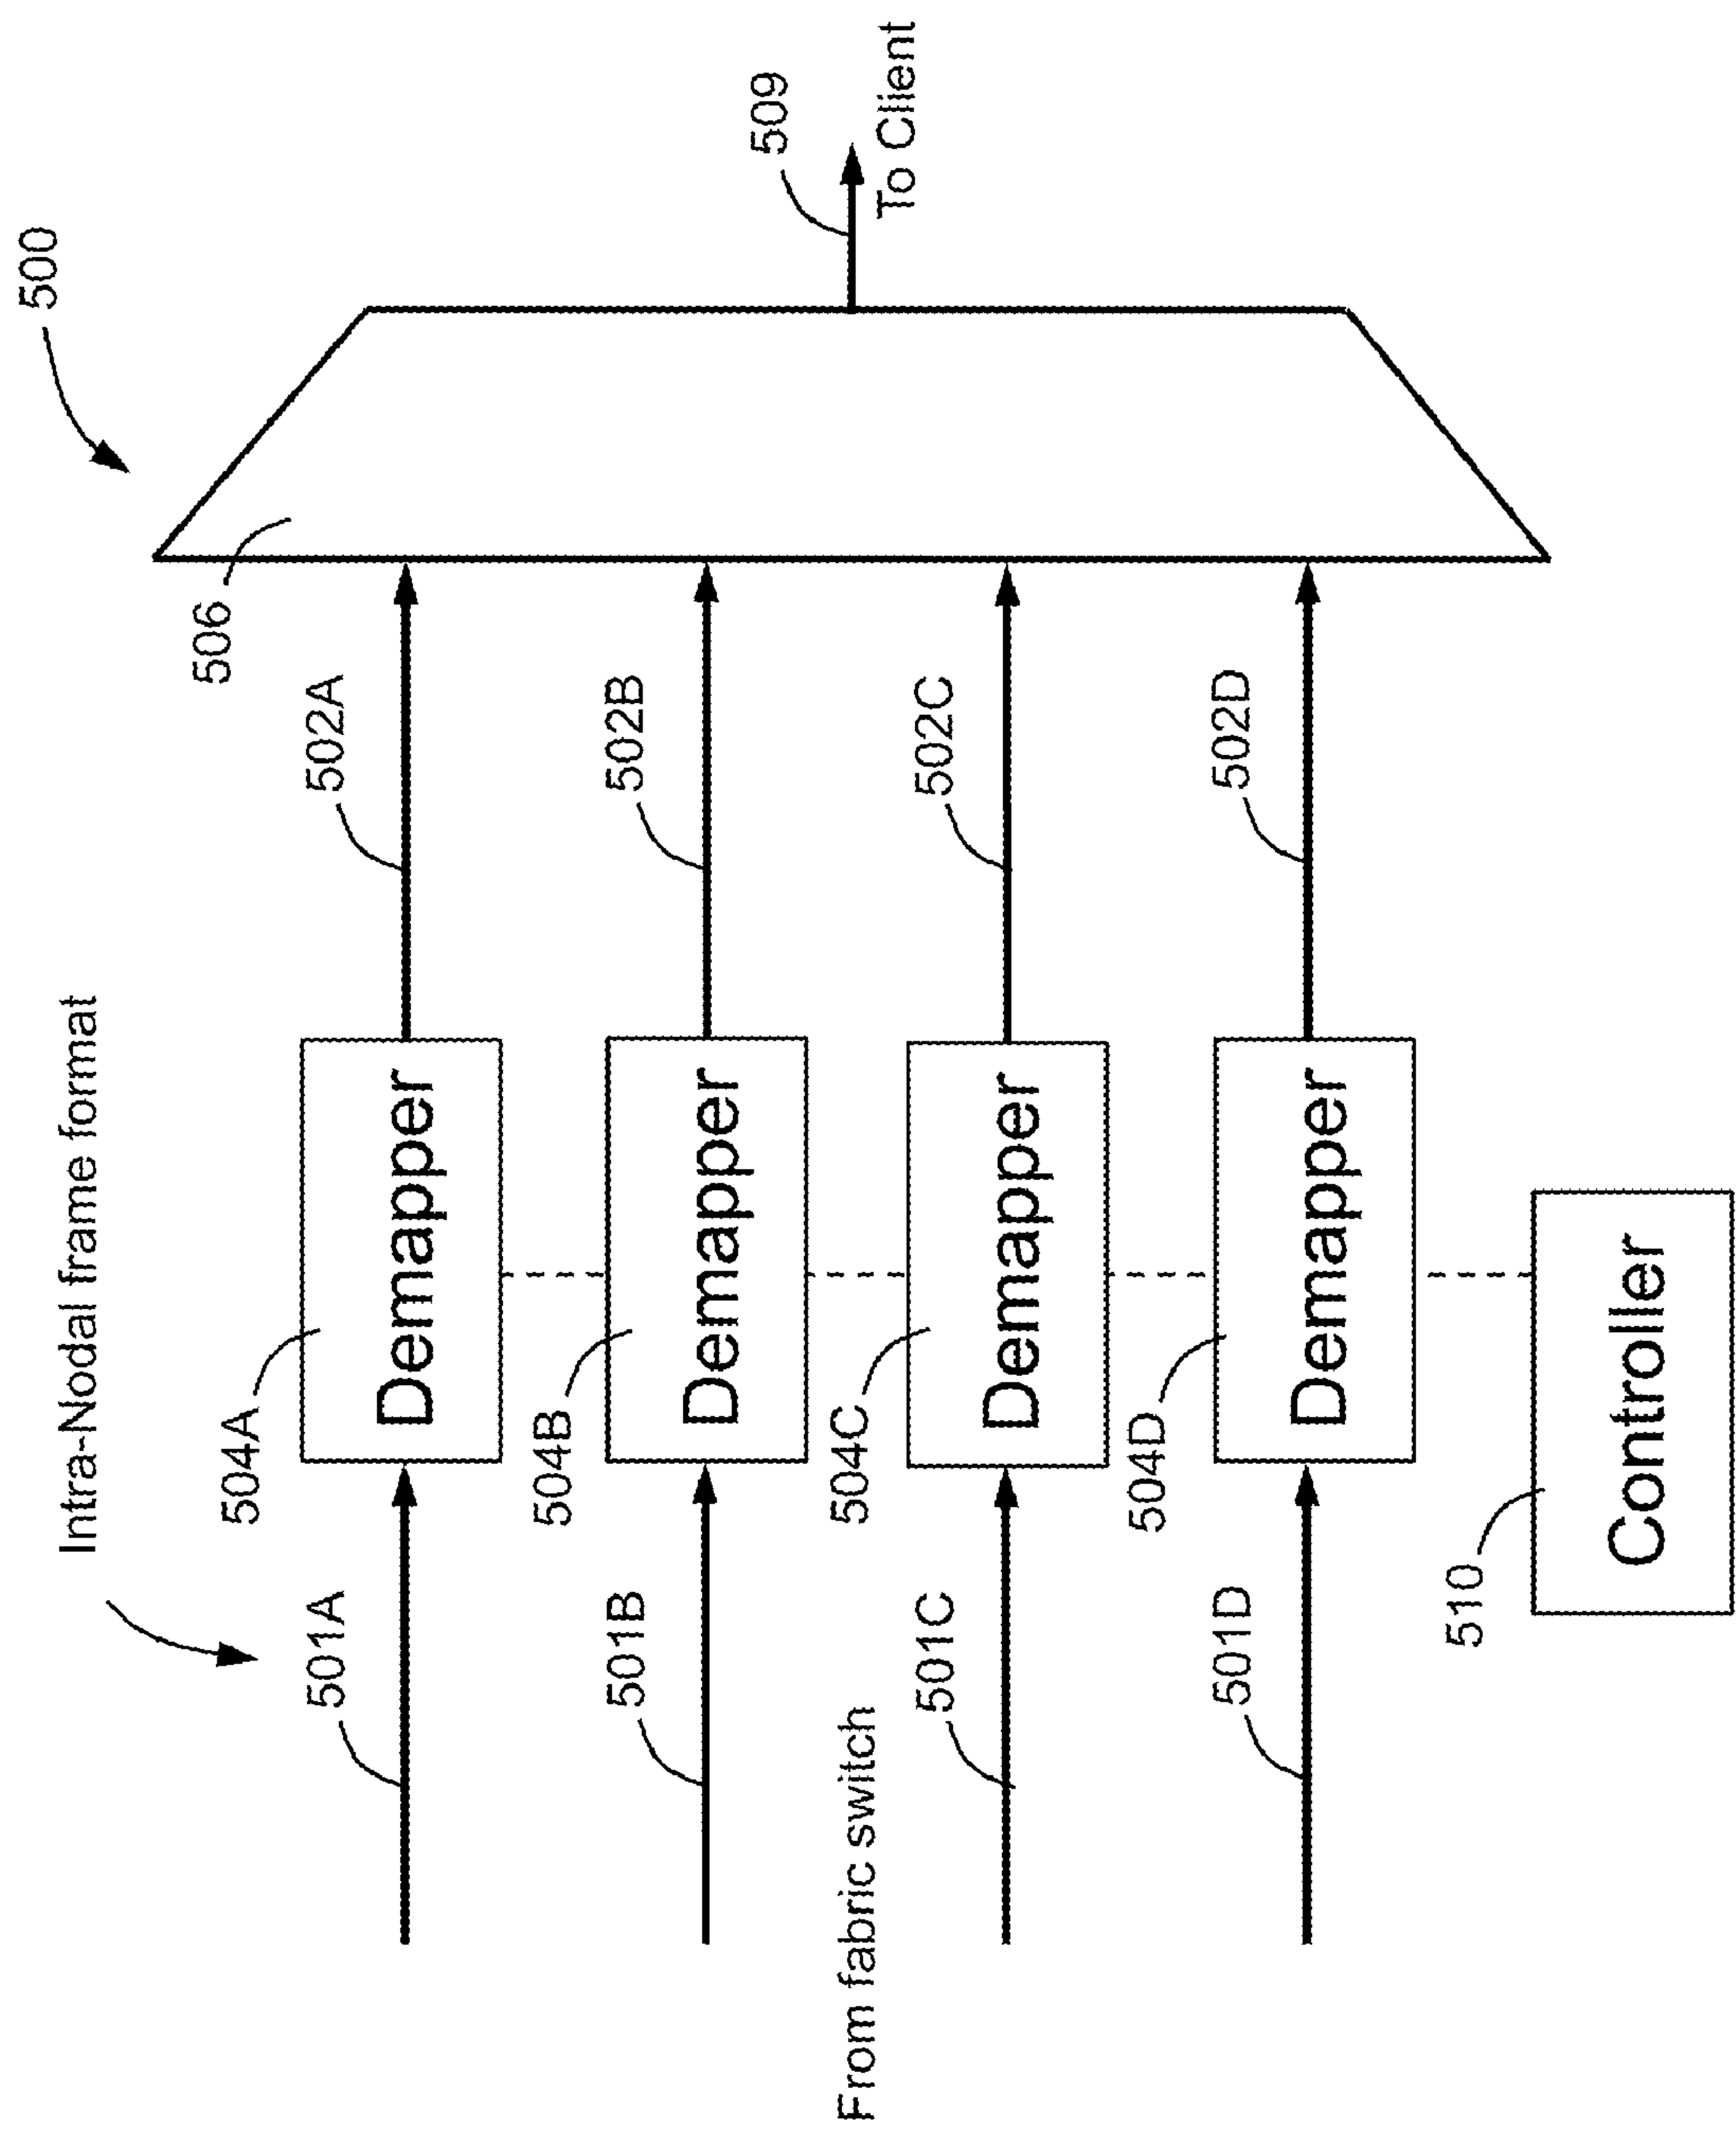 500
Intra-Nodal frame format
506
509
To Client
501A
504A
Demapper
502A
501B
504B
Demapper
502B
From fabric switch
501C
504C
Demapper
502C
501D
504D
Demapper
502D
510
Controller